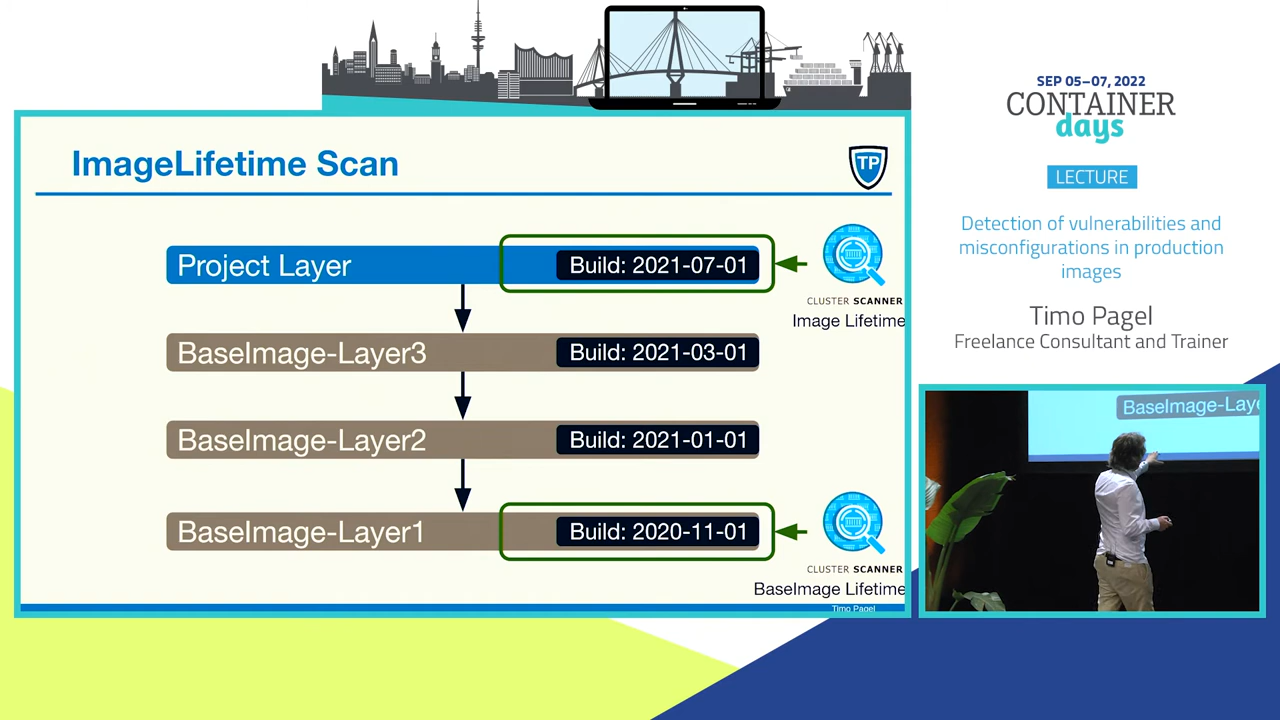 SEP 05–07, 2022
CONTAINER
days
LECTURE
Detection of vulnerabilities and
misconfigurations in production
images
Timo Pagel
Freelance Consultant and Trainer
ImageLifetime Scan
TP
Project Layer
Build: 2021-07-01
CLUSTER SCANNER
Image Lifetime
BaseImage-Layer3
Build: 2021-03-01
BaseImage-Layer2
Build: 2021-01-01
BaseImage-Layer1
Build: 2020-11-01
CLUSTER SCANNER
BaseImage Lifetime
Timo Pagel
BaseImage-Laye